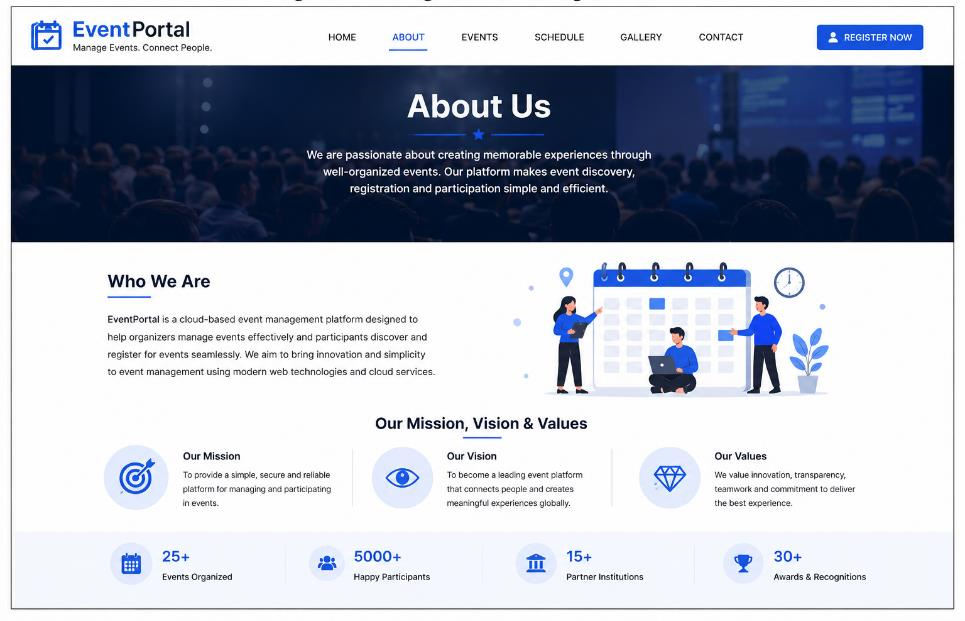 EventPortal
Manage Events. Connect People.
HOME
ABOUT
EVENTS
SCHEDULE
GALLERY
CONTACT
REGISTER NOW
About Us
We are passionate about creating memorable experiences through
well-organized events. Our platform makes event discovery,
registration and participation simple and efficient.
Who We Are
EventPortal is a cloud-based event management platform designed to
help organizers manage events effectively and participants discover and
register for events seamlessly. We aim to bring innovation and simplicity
to event management using modern web technologies and cloud services.
Our Mission, Vision & Values
Our Mission
To provide a simple, secure and reliable
platform for managing and participating
in events.
Our Vision
To become a leading event platform
that connects people and creates
meaningful experiences globally.
Our Values
We value innovation, transparency,
teamwork and commitment to deliver
the best experience.
25+
Events Organized
5000+
Happy Participants
15+
Partner Institutions
30+
Awards & Recognitions